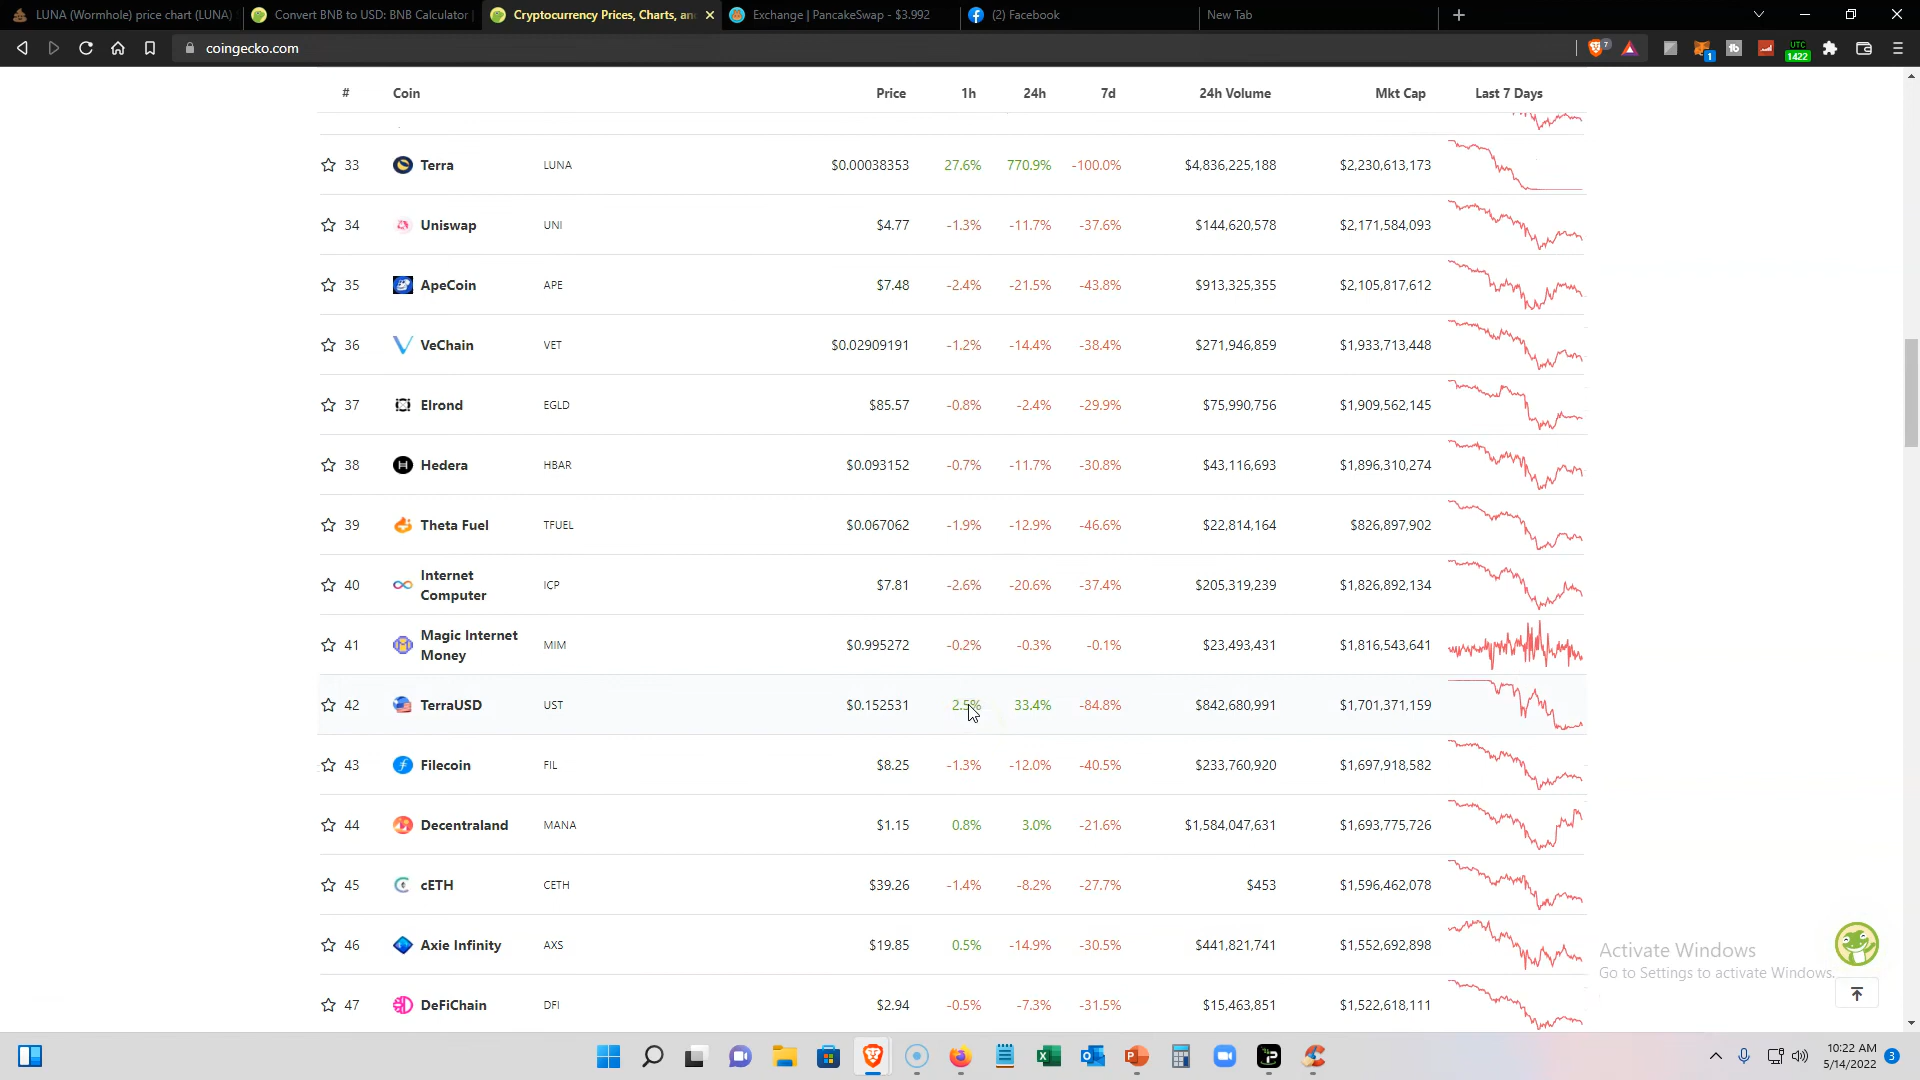 LUNA (Wormhole) price chart (LUNA)
Convert BNB to USD: BNB Calculator
Cryptocurrency Prices, Charts, an
Exchange | PancakeSwap - $3.992
(2) Facebook
New Tab
coingecko.com
7
1
UTC
1422
# Coin Price 1h 24h 7d 24h Volume Mkt Cap Last 7 Days
33 Terra LUNA $0.00038353 27.6% 770.9% -100.0% $4,836,225,188 $2,230,613,173
34 Uniswap UNI $4.77 -1.3% -11.7% -37.6% $144,620,578 $2,171,584,093
35 ApeCoin APE $7.48 -2.4% -21.5% -43.8% $913,325,355 $2,105,817,612
36 VeChain VET $0.02909191 -1.2% -14.4% -38.4% $271,946,859 $1,933,713,448
37 Elrond EGLD $85.57 -0.8% -2.4% -29.9% $75,990,756 $1,909,562,145
38 Hedera HBAR $0.093152 -0.7% -11.7% -30.8% $43,116,693 $1,896,310,274
39 Theta Fuel TFUEL $0.067062 -1.9% -12.9% -46.6% $22,814,164 $826,897,902
40 Internet Computer ICP $7.81 -2.6% -20.6% -37.4% $205,319,239 $1,826,892,134
41 Magic Internet Money MIM $0.995272 -0.2% -0.3% -0.1% $23,493,431 $1,816,543,641
42 TerraUSD UST $0.152531 2.5% 33.4% -84.8% $842,680,991 $1,701,371,159
43 Filecoin FIL $8.25 -1.3% -12.0% -40.5% $233,760,920 $1,697,918,582
44 Decentraland MANA $1.15 0.8% 3.0% -21.6% $1,584,047,631 $1,693,775,726
45 cETH CETH $39.26 -1.4% -8.2% -27.7% $453 $1,596,462,078
46 Axie Infinity AXS $19.85 0.5% -14.9% -30.5% $441,821,741 $1,552,692,898
47 DeFiChain DFI $2.94 -0.5% -7.3% -31.5% $15,463,851 $1,522,618,111
Activate Windows
Go to Settings to activate Windows.
10:22 AM
5/14/2022
3